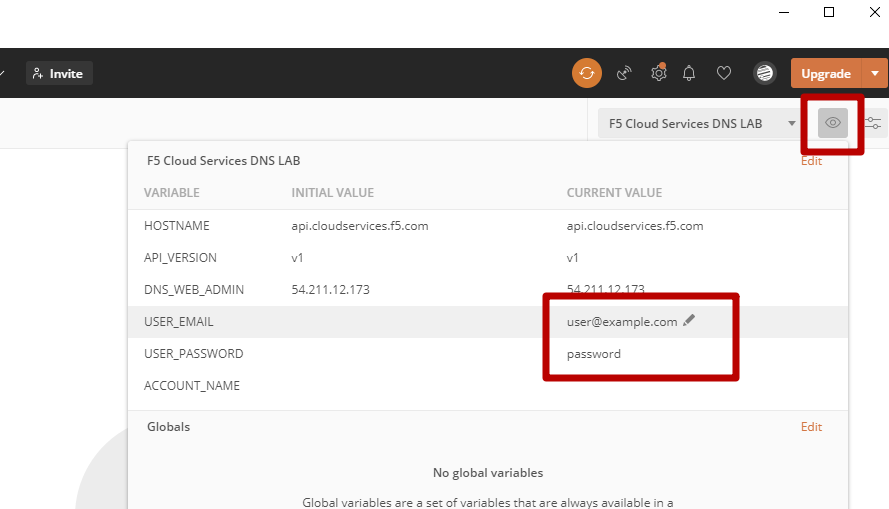 Invite
Upgrade
F5 Cloud Services DNS LAB
F5 Cloud Services DNS LAB Edit
VARIABLE INITIAL VALUE CURRENT VALUE
HOSTNAME api.cloudservices.f5.com api.cloudservices.f5.com
API_VERSION v1 v1
DNS_WEB_ADMIN 54.211.12.173 54.211.12.173
USER_EMAIL user@example.com
USER_PASSWORD password
ACCOUNT_NAME
Globals Edit
No global variables
Global variables are a set of variables that are always available in a